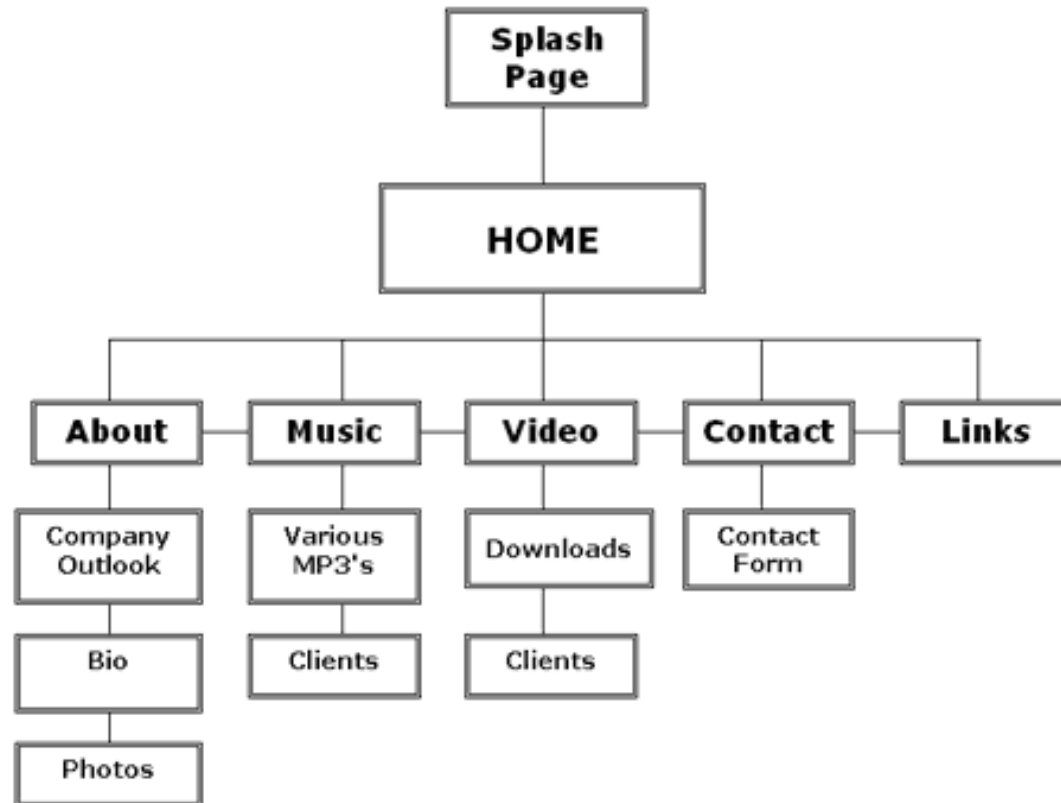 Splash
Page
HOME
About
Music
Video
Contact
Links
Company
Outlook
Various
MP3's
Downloads
Contact
Form
Bio
Clients
Clients
Photos